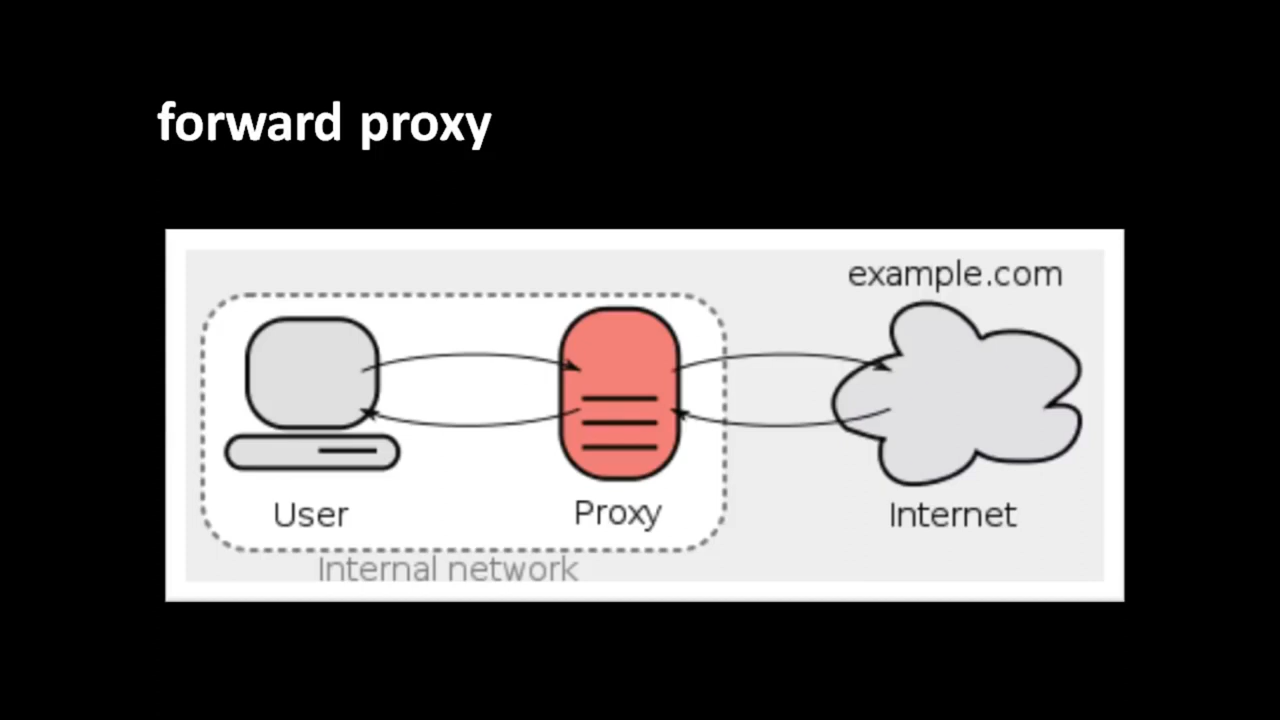 forward proxy
example.com
User
Proxy
Internet
Internal network